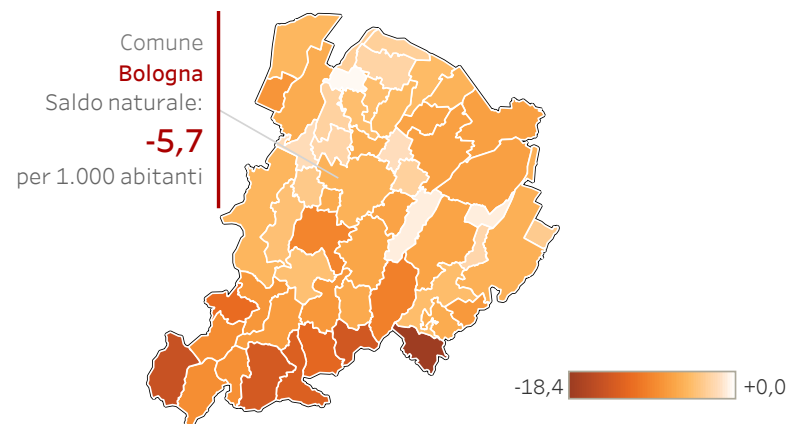 Comune
Bologna
Saldo naturale:
-5,7
per 1.000 abitanti
-18,4
+0,0